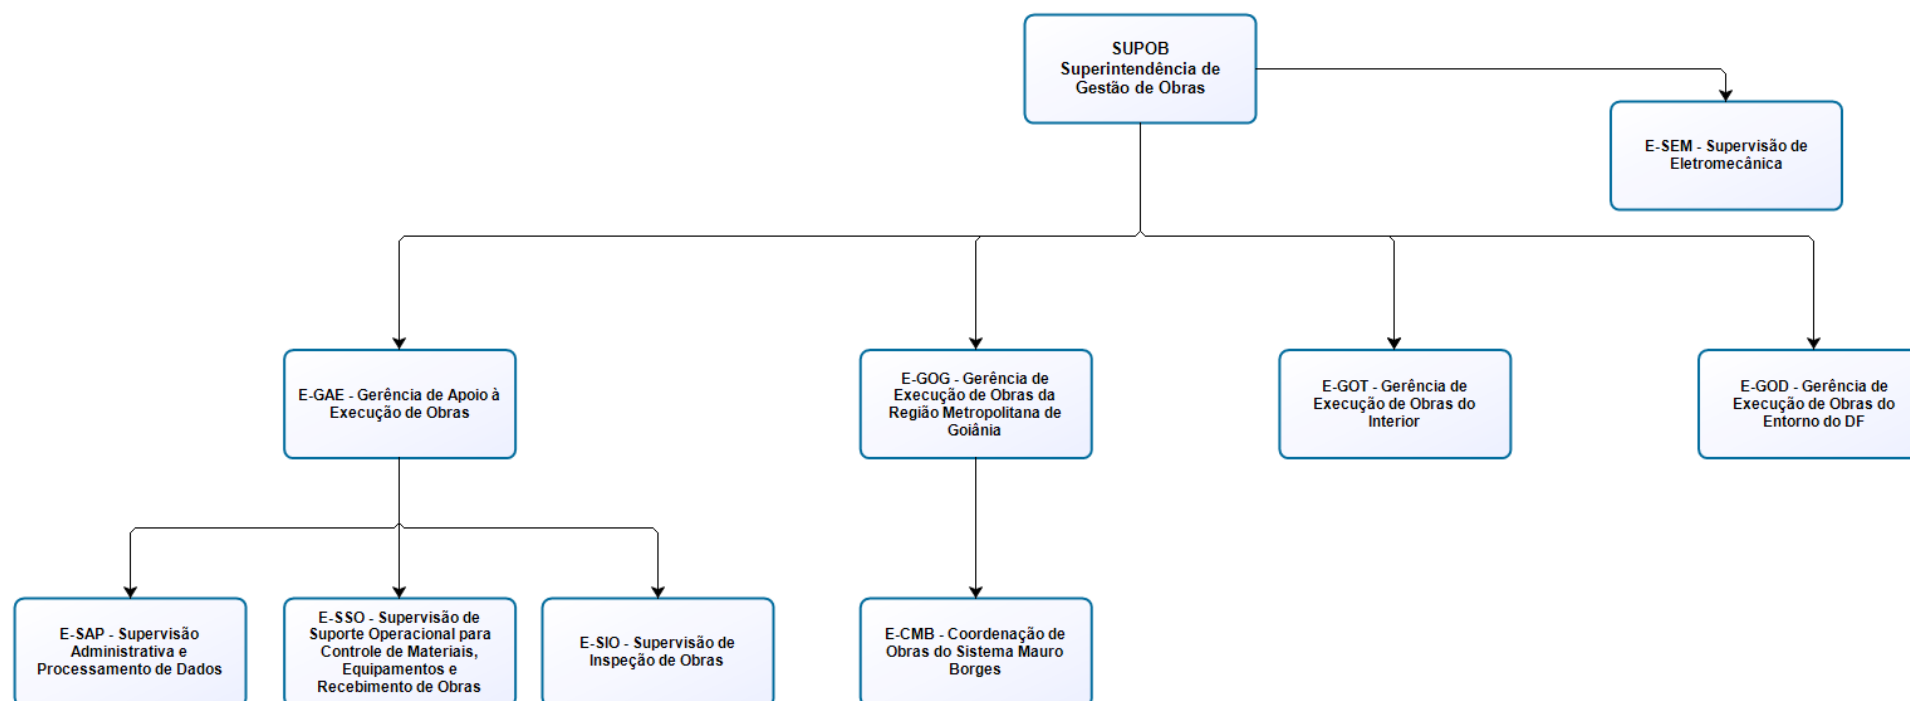 SUPOB
Superintendência de
Gestão de Obras
E-SEM - Supervisão de
Eletromecânica
E-GAE - Gerência de Apoio à
Execução de Obras
E-GOG - Gerência de
Execução de Obras da
Região Metropolitana de
Goiânia
E-GOT - Gerência de
Execução de Obras do
Interior
E-GOD - Gerência de
Execução de Obras do
Entorno do DF
E-SAP - Supervisão
Administrativa e
Processamento de Dados
E-SSO - Supervisão de
Suporte Operacional para
Controle de Materiais,
Equipamentos e
Recebimento de Obras
E-SIO - Supervisão de
Inspeção de Obras
E-CMB - Coordenação de
Obras do Sistema Mauro
Borges